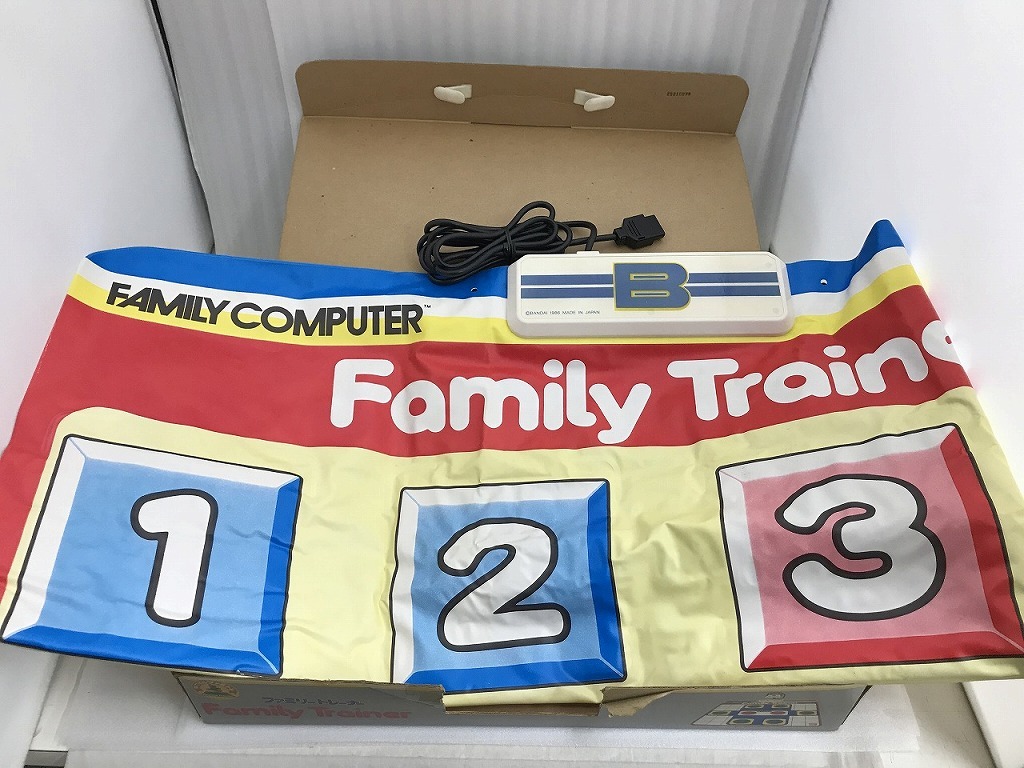 FAMILY COMPUTER™
B
©BANDAI 1986 MADE IN JAPAN
Family Traine
1
2
3
ファミリートレーナー
Family Trainer